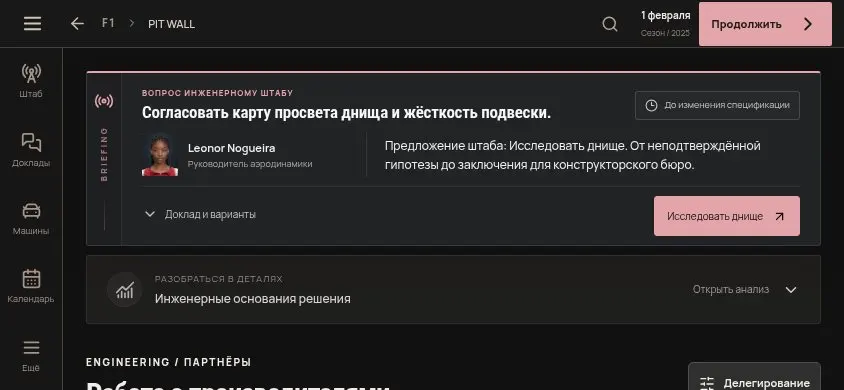 F1 > PIT WALL
1 февраля
Сезон / 2025
Продолжить
Штаб
Доклады
Машины
Календарь
Ещё
BRIEFING
ВОПРОС ИНЖЕНЕРНОМУ ШТАБУ
Согласовать карту просвета днища и жёсткость подвески.
До изменения спецификации
Leonor Nogueira
Руководитель аэродинамики
Предложение штаба: Исследовать днище. От неподтверждённой
гипотезы до заключения для конструкторского бюро.
Доклад и варианты
Исследовать днище
РАЗОБРАТЬСЯ В ДЕТАЛЯХ
Инженерные основания решения
Открыть анализ
ENGINEERING / ПАРТНЁРЫ
Работа с производителями
Делегирование